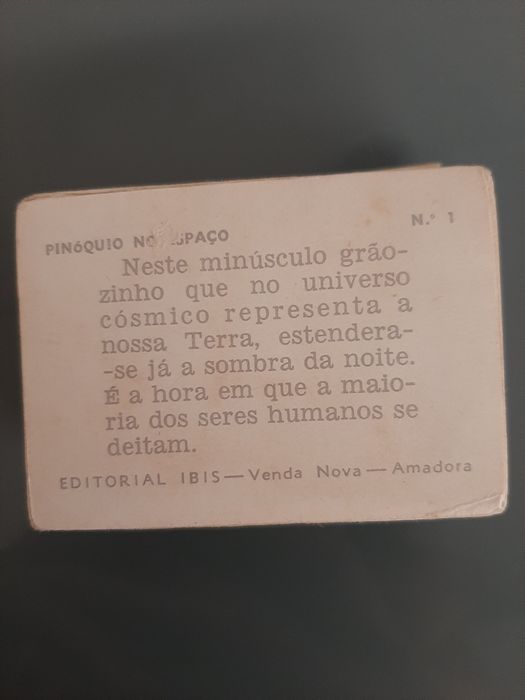 PINÓQUIO NO ESPAÇO
N.º 1
Neste minúsculo grão-
zinho que no universo
cósmico representa a
nossa Terra, estendera-
-se já a sombra da noite.
É a hora em que a maio-
ria dos seres humanos se
deitam.
EDITORIAL IBIS — Venda Nova — Amadora